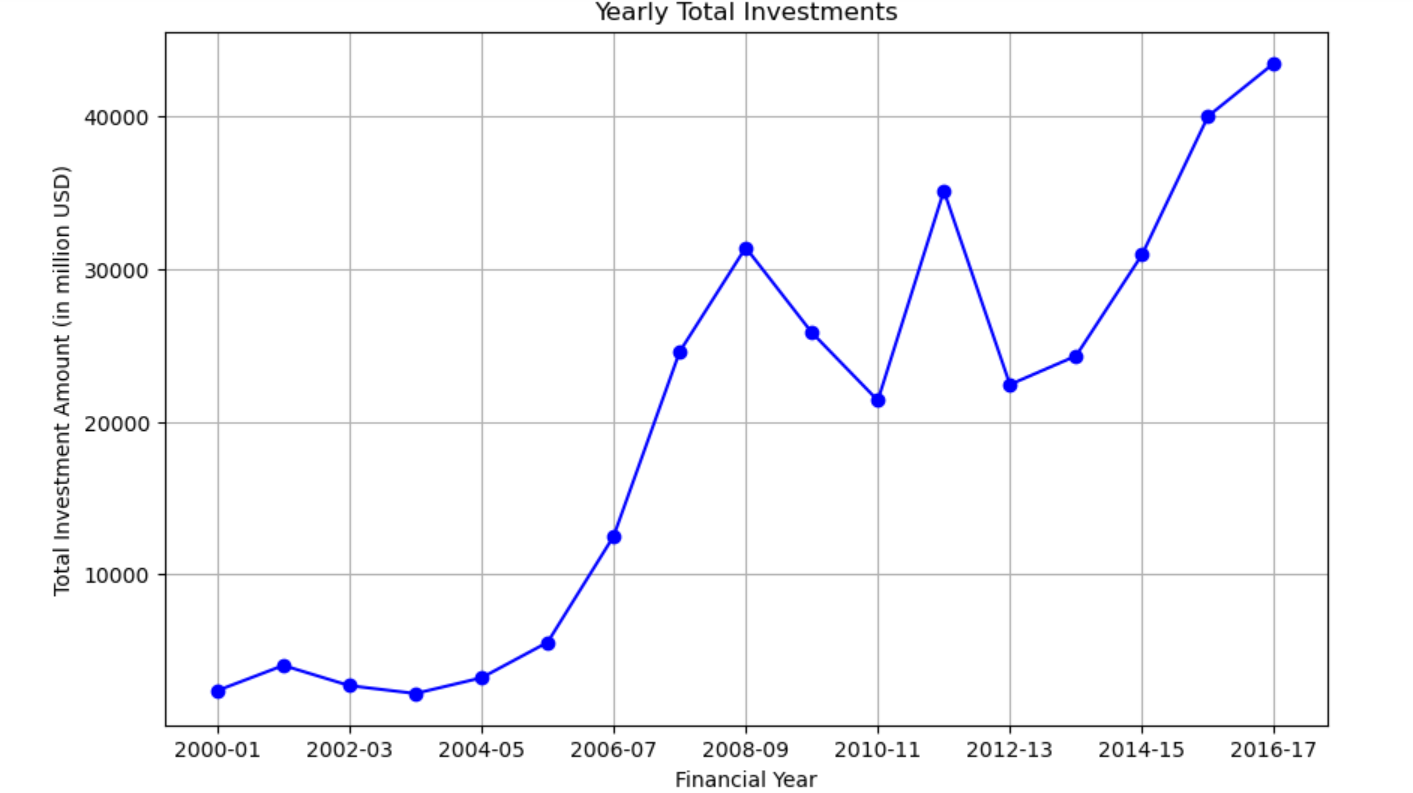 Yearly Total Investments
Total Investment Amount (in million USD)
40000
30000
20000
10000
2000-01 2002-03 2004-05 2006-07 2008-09 2010-11 2012-13 2014-15 2016-17
Financial Year